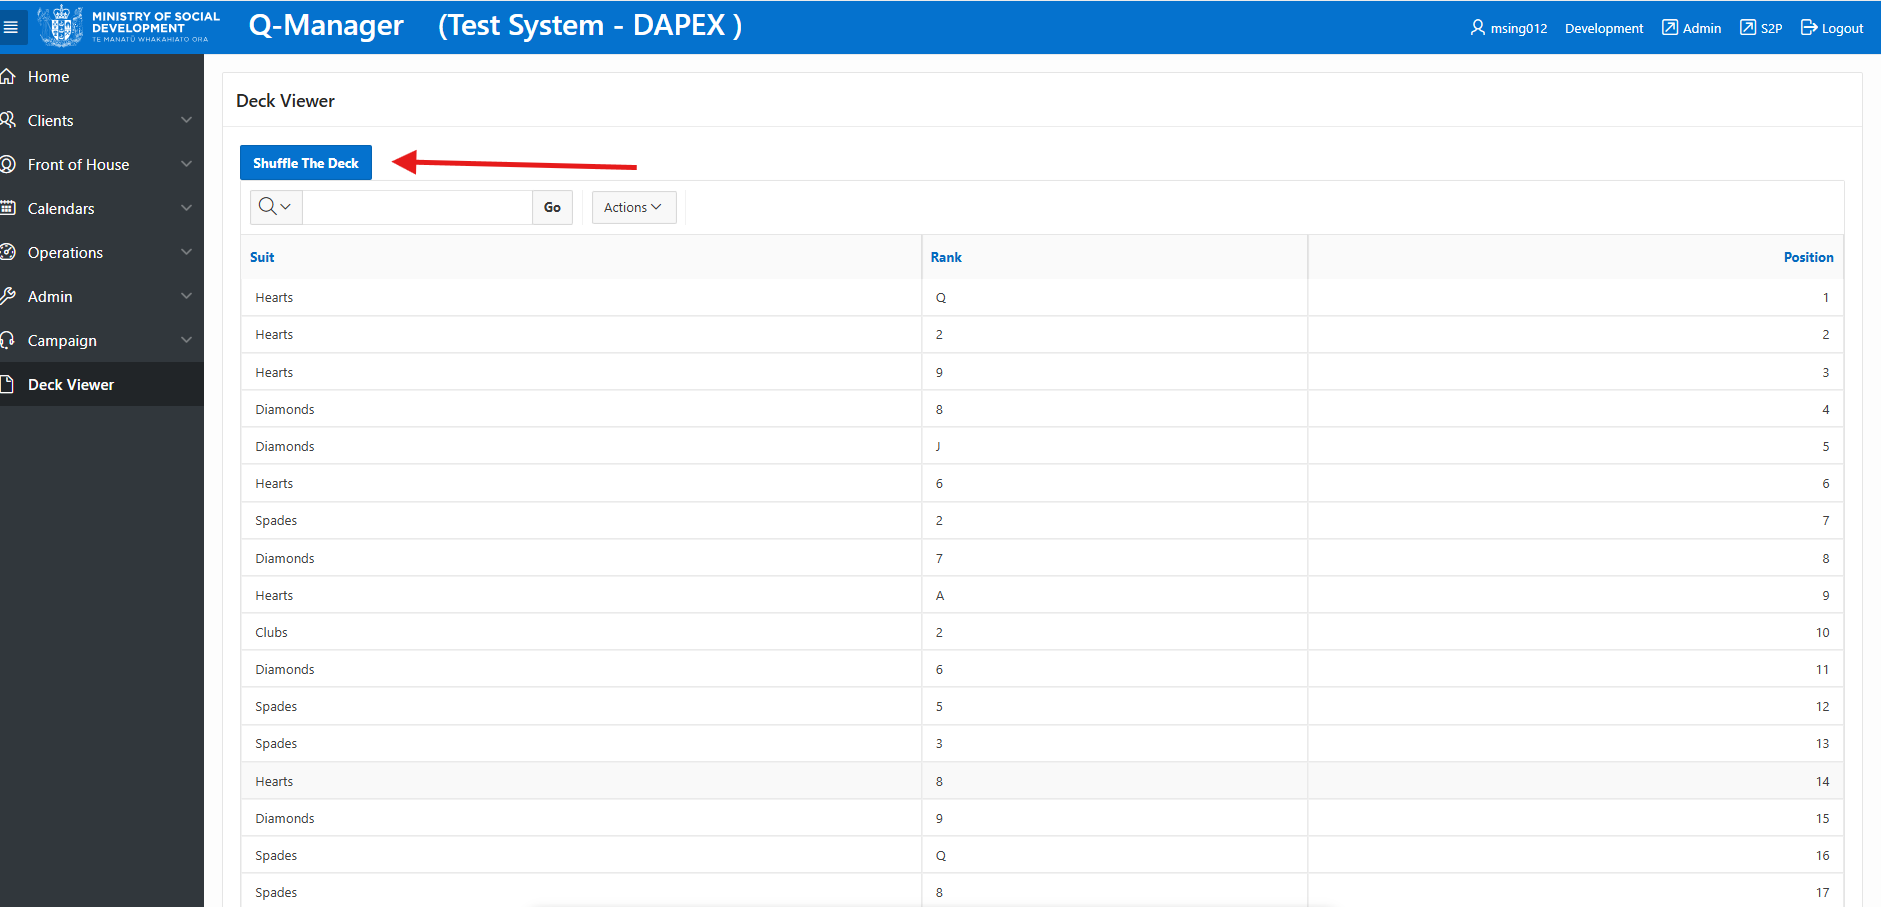 MINISTRY OF SOCIAL
DEVELOPMENT
TE MANATŪ WHAKAHIATO ORA
Q-Manager (Test System - DAPEX )
msing012 Development Admin S2P Logout
Home
Clients
Front of House
Calendars
Operations
Admin
Campaign
Deck Viewer
Deck Viewer
Shuffle The Deck
Go Actions
Suit Rank Position
Hearts Q 1
Hearts 2 2
Hearts 9 3
Diamonds 8 4
Diamonds J 5
Hearts 6 6
Spades 2 7
Diamonds 7 8
Hearts A 9
Clubs 2 10
Diamonds 6 11
Spades 5 12
Spades 3 13
Hearts 8 14
Diamonds 9 15
Spades Q 16
Spades 8 17